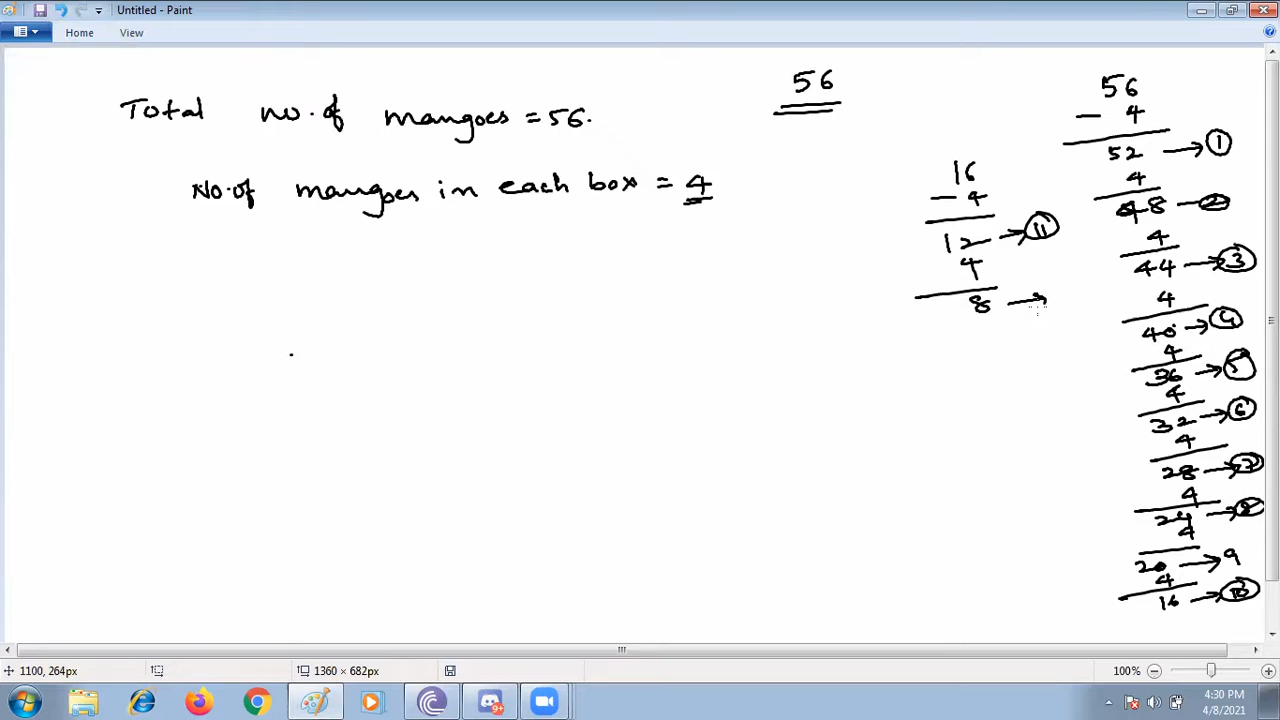 Untitled - Paint
Home View
Total no. of mangoes = 56.
No. of mangoes in each box = 4
56
16
- 4
12 → 11
4
8 →
56
- 4
52 → 1
4
48 - 2
4
44 → 3
4
40 → 4
4
36 → 5
4
32 → 6
4
28 → 7
4
24 → 8
4
20 → 9
4
16 → 10
1100, 264px
1360 × 682px
100%
4:30 PM
4/8/2021